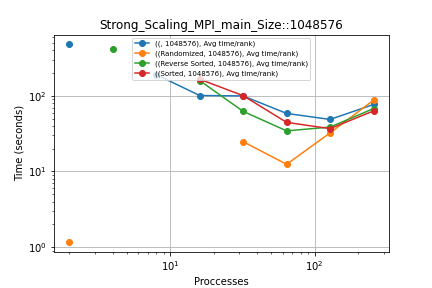 Strong_Scaling_MPI_main_Size::1048576
((, 1048576), Avg time/rank)
((Randomized, 1048576), Avg time/rank)
((Reverse Sorted, 1048576), Avg time/rank)
((Sorted, 1048576), Avg time/rank)
Time (seconds)
10²
10¹
10⁰
10¹ 10²
Proccesses